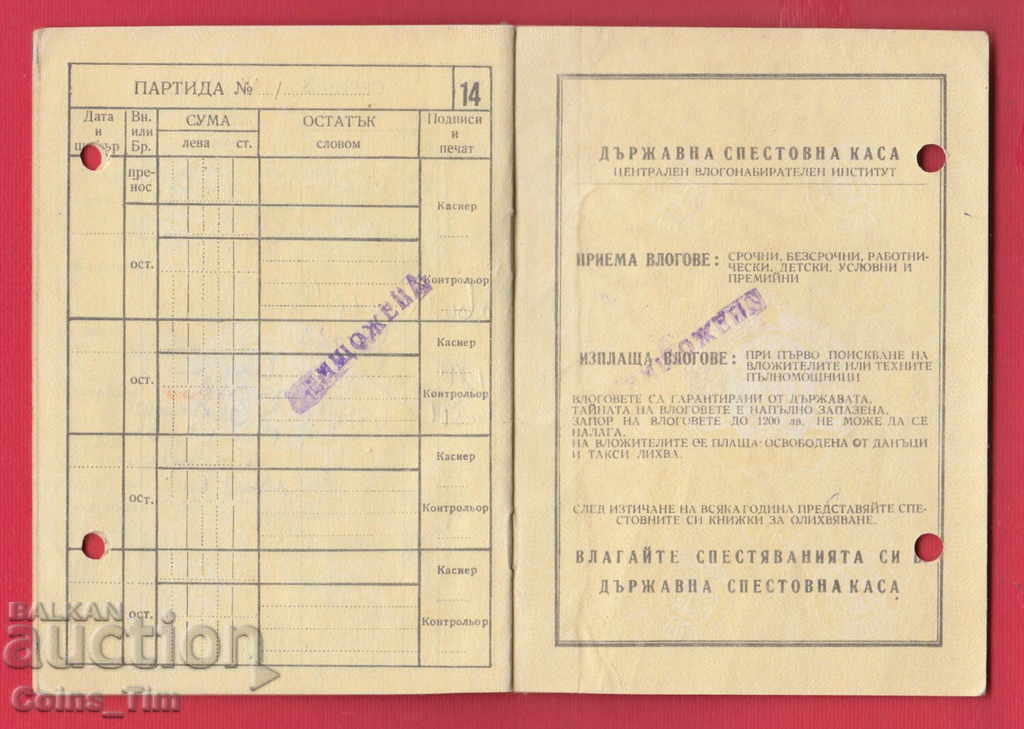 ПАРТИДА №
14
Дата и шифър
Вн. или Бр.
СУМА
лева ст.
ОСТАТЪК
словом
Подписи и печат
пре-
нос
Касиер
ост.
Контрольор
Касиер
ост.
Контрольор
Касиер
ост.
Контрольор
Касиер
ост.
Контрольор
УНИЩОЖЕНА
ДЪРЖАВНА СПЕСТОВНА КАСА
ЦЕНТРАЛЕН ВЛОГОНАБИРАТЕЛЕН ИНСТИТУТ
ПРИЕМА ВЛОГОВЕ: СРОЧНИ, БЕЗСРОЧНИ, РАБОТНИ-
ЧЕСКИ, ДЕТСКИ, УСЛОВНИ И
ПРЕМИЙНИ
ИЗПЛАЩА ВЛОГОВЕ: ПРИ ПЪРВО ПОИСКВАНЕ НА
ВЛОЖИТЕЛИТЕ ИЛИ ТЕХНИТЕ
ПЪЛНОМОЩНИЦИ
ВЛОГОВЕТЕ СА ГАРАНТИРАНИ ОТ ДЪРЖАВАТА.
ТАЙНАТА НА ВЛОГОВЕТЕ Е НАПЪЛНО ЗАПАЗЕНА.
ЗАПОР НА ВЛОГОВЕТЕ ДО 1200 лв. НЕ МОЖЕ ДА СЕ
НАЛАГА.
НА ВЛОЖИТЕЛИТЕ СЕ ПЛАЩА ОСВОБОДЕНА ОТ ДАНЪЦИ
И ТАКСИ ЛИХВА.
СЛЕД ИЗТИЧАНЕ НА ВСЯКА ГОДИНА ПРЕДСТАВЯЙТЕ СПЕ-
СТОВНИТЕ СИ КНИЖКИ ЗА ОЛИХВЯВАНЕ.
ВЛАГАЙТЕ СПЕСТЯВАНИЯТА СИ В
ДЪРЖАВНА СПЕСТОВНА КАСА
BALKAN
auction
Coins_Tim